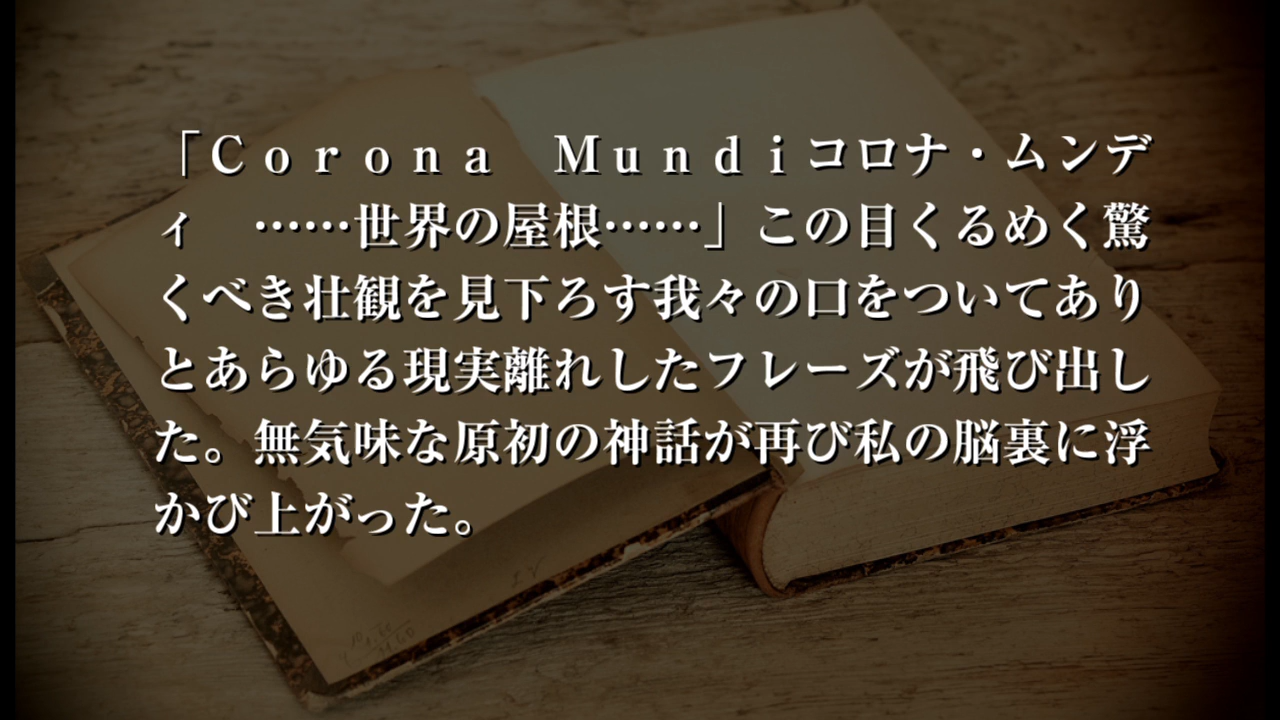 「Ｃｏｒｏｎａ　Ｍｕｎｄｉコロナ・ムンデ
ィ　……世界の屋根……」この目くるめく驚
くべき壮観を見下ろす我々の口をついてあり
とあらゆる現実離れしたフレーズが飛び出し
た。無気味な原初の神話が再び私の脳裏に浮
かび上がった。